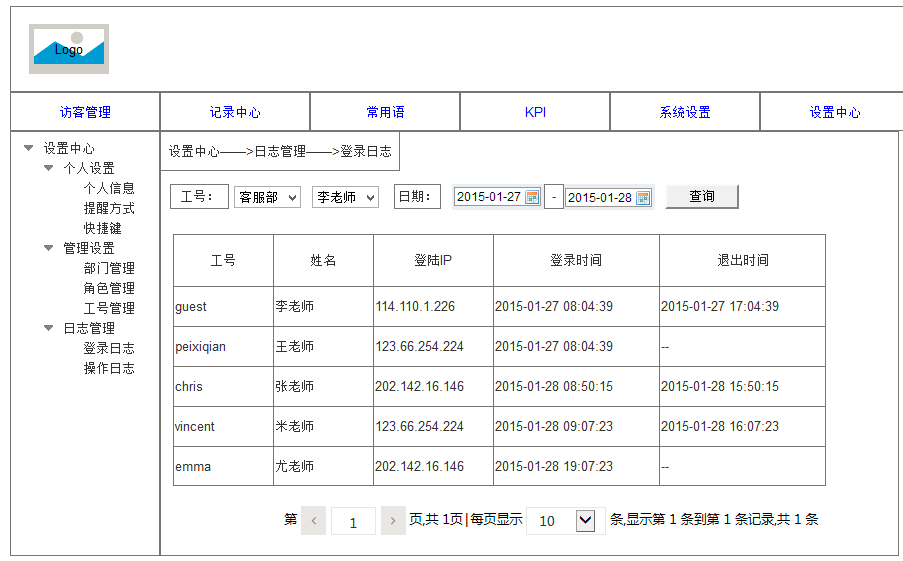 Logo
访客管理 记录中心 常用语 KPI 系统设置 设置中心
设置中心
个人设置
个人信息
提醒方式
快捷键
管理设置
部门管理
角色管理
工号管理
日志管理
登录日志
操作日志
设置中心——>日志管理——>登录日志
工号： 客服部 李老师 日期： 2015-01-27 - 2015-01-28 查询
工号 姓名 登陆IP 登录时间 退出时间
guest 李老师 114.110.1.226 2015-01-27 08:04:39 2015-01-27 17:04:39
peixiqian 王老师 123.66.254.224 2015-01-27 08:04:39 --
chris 张老师 202.142.16.146 2015-01-28 08:50:15 2015-01-28 15:50:15
vincent 米老师 123.66.254.224 2015-01-28 09:07:23 2015-01-28 16:07:23
emma 尤老师 202.142.16.146 2015-01-28 19:07:23 --
第 < 1 > 页,共 1页|每页显示 10 条,显示第 1 条到第 1 条记录,共 1 条